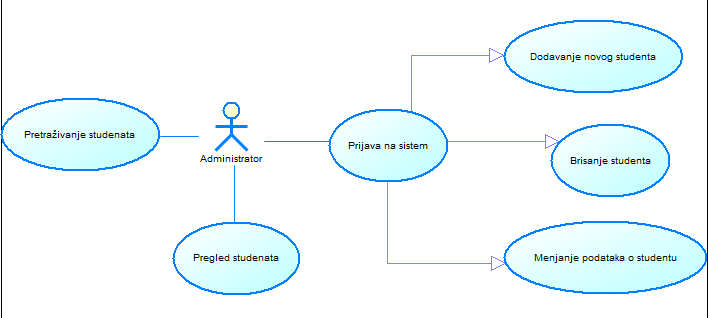 Dodavanje novog studenta
Pretraživanje studenata
Administrator
Prijava na sistem
Brisanje studenta
Pregled studenata
Menjanje podataka o studentu